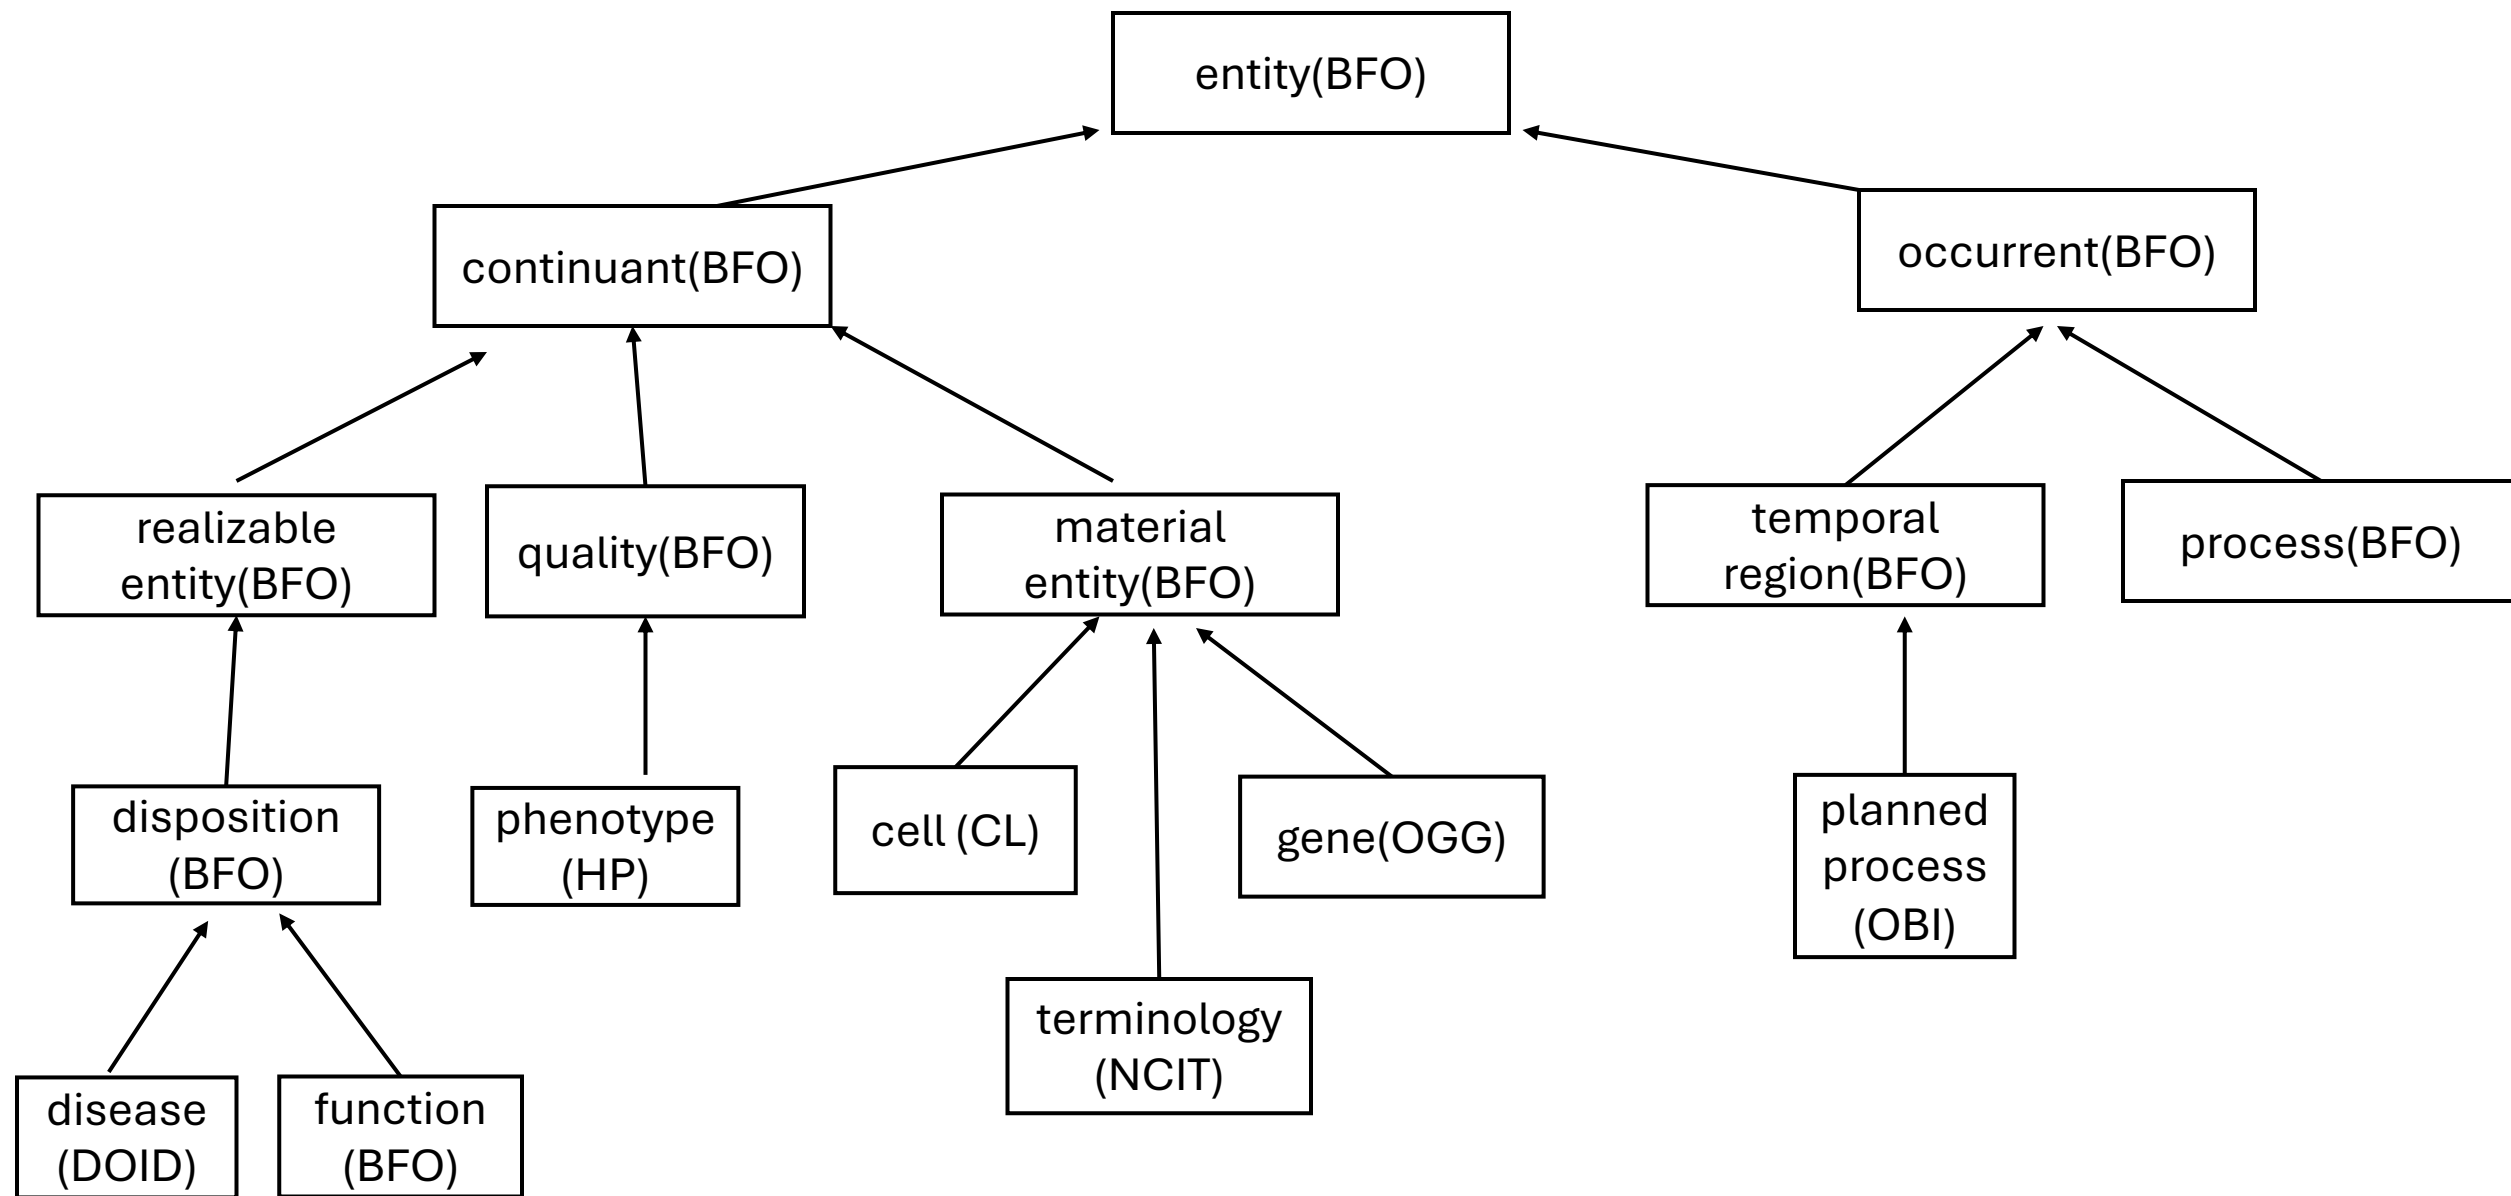 entity(BFO)
continuant(BFO)
occurrent(BFO)
realizable
entity(BFO)
quality(BFO)
material
entity(BFO)
temporal
region(BFO)
process(BFO)
disposition
(BFO)
phenotype
(HP)
cell (CL)
gene(OGG)
planned
process
(OBI)
terminology
(NCIT)
disease
(DOID)
function
(BFO)